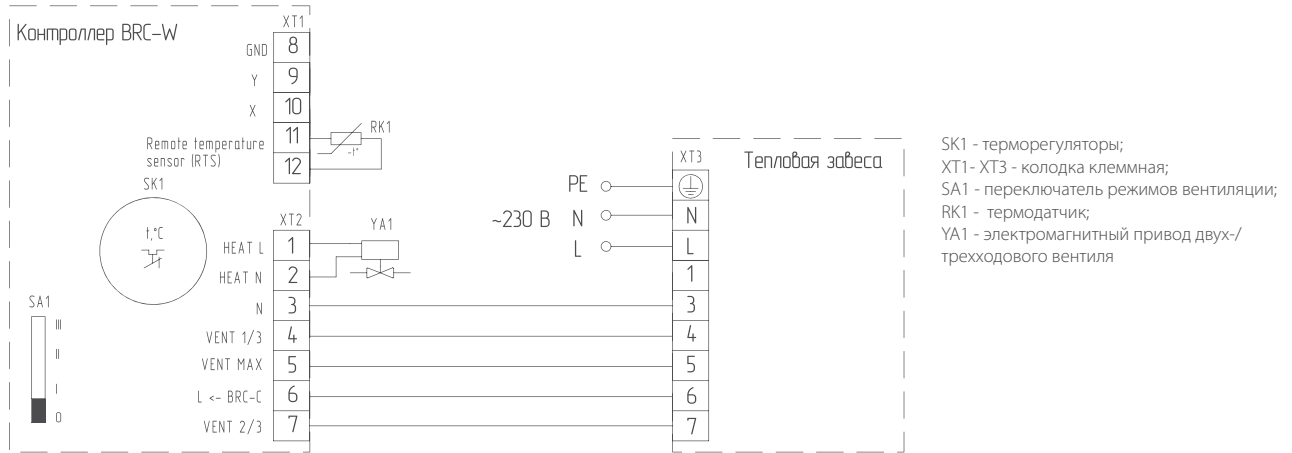 Контроллер BRC-W
XT1
GND 8
Y 9
X 10
Remote temperature
sensor (RTS)
11
12
RK1
-t°
SK1
t,°C
XT2
HEAT L 1
HEAT N 2
N 3
VENT 1/3 4
VENT MAX 5
L <- BRC-C 6
VENT 2/3 7
YA1
SA1
III
II
I
0
PE
~230 В N
L
XT3
Тепловая завеса
N
L
1
3
4
5
6
7
SK1 - терморегуляторы;
XT1- XT3 - колодка клеммная;
SA1 - переключатель режимов вентиляции;
RK1 - термодатчик;
YA1 - электромагнитный привод двух-/
трехходового вентиля